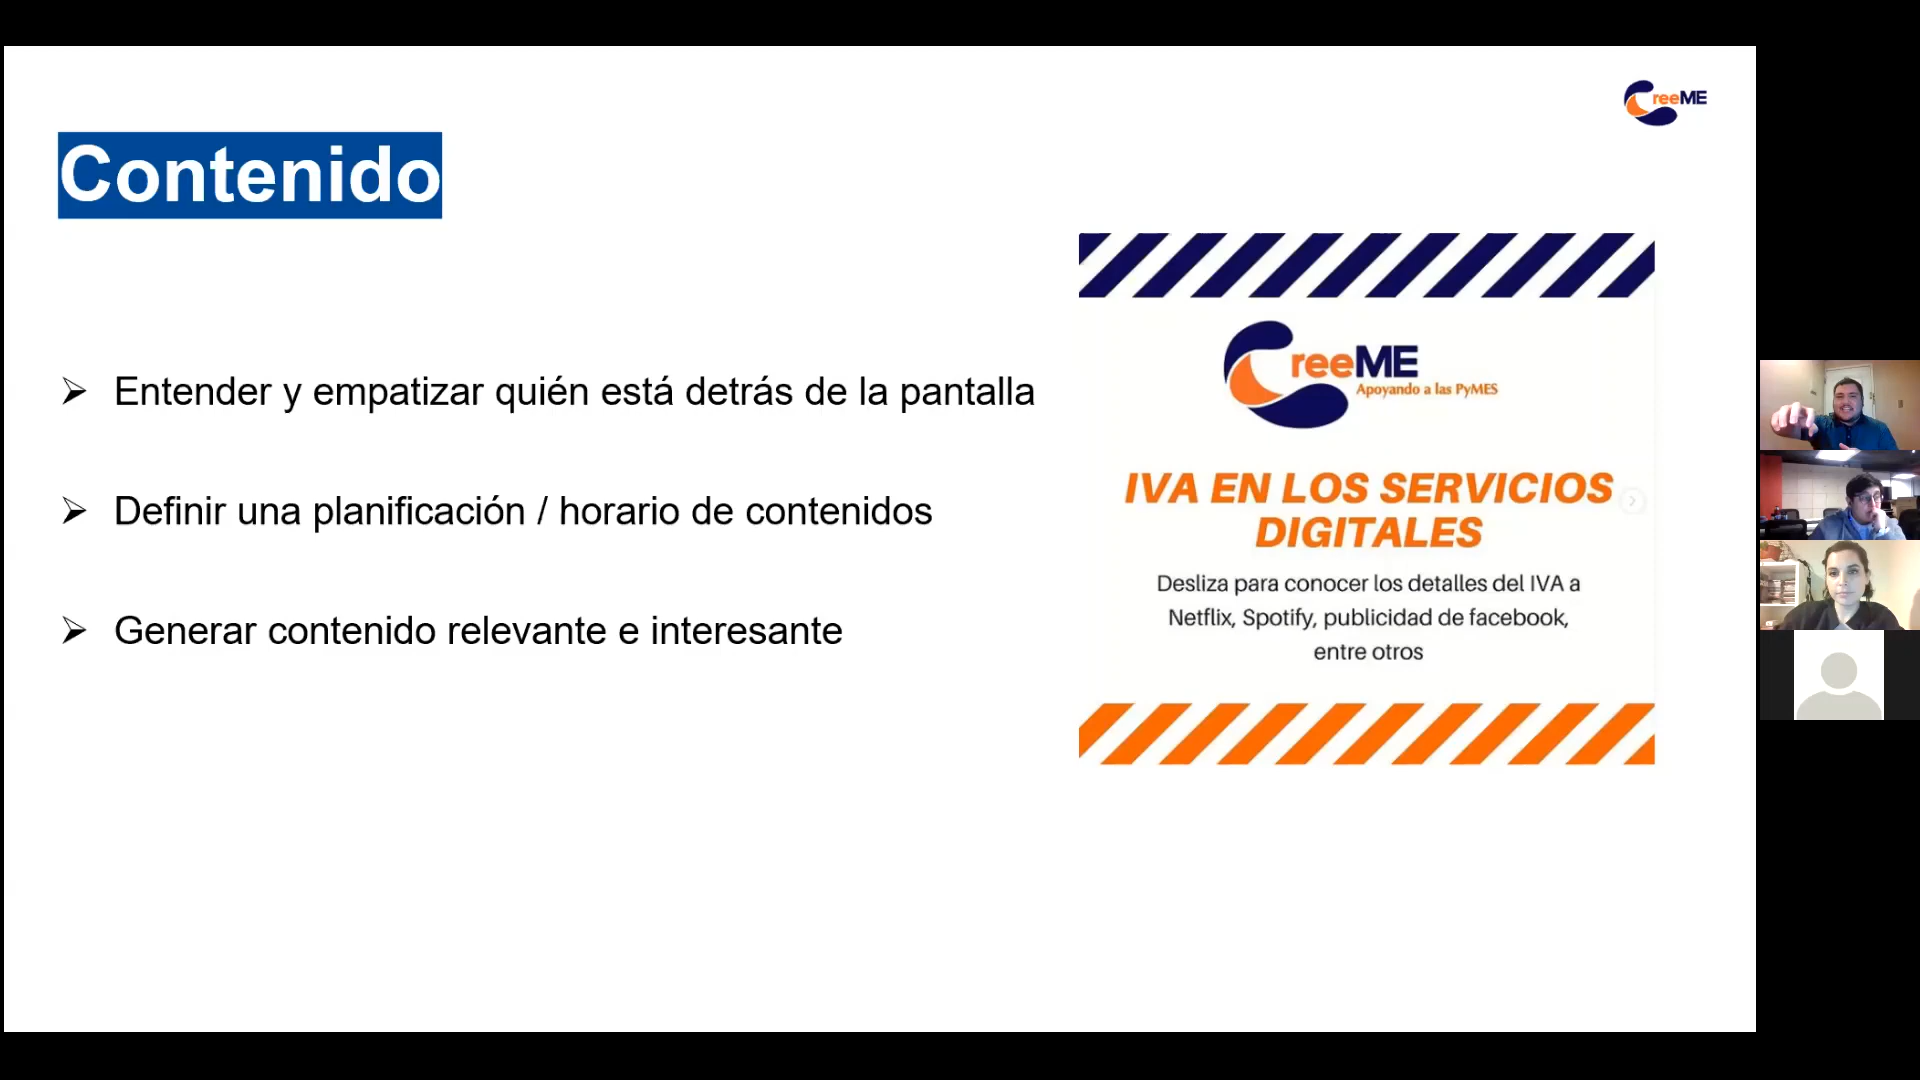 CreeME
Contenido
Entender y empatizar quién está detrás de la pantalla
Definir una planificación / horario de contenidos
Generar contenido relevante e interesante
CreeME
Apoyando a las PyMES
IVA EN LOS SERVICIOS
DIGITALES
Desliza para conocer los detalles del IVA a
Netflix, Spotify, publicidad de facebook,
entre otros